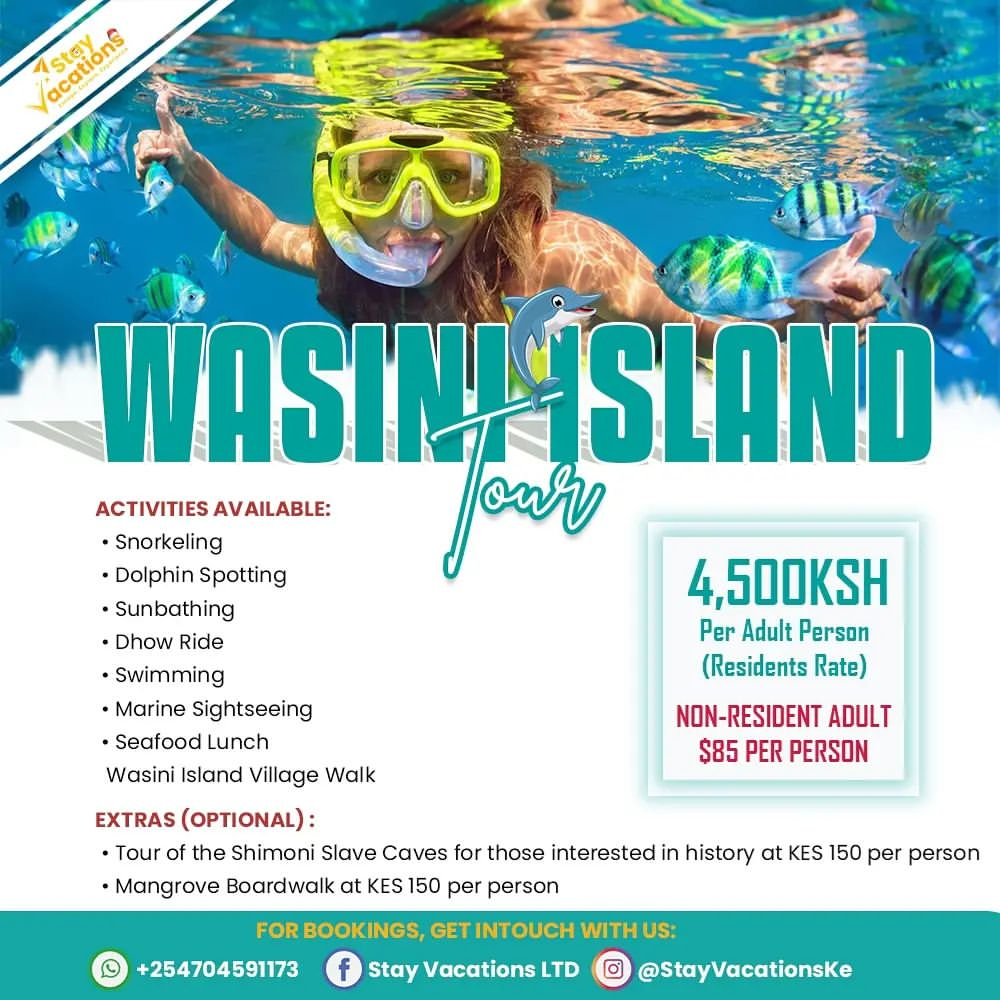 Stay
Vacations
WASINI ISLAND
Tour
ACTIVITIES AVAILABLE:
• Snorkeling
• Dolphin Spotting
• Sunbathing
• Dhow Ride
• Swimming
• Marine Sightseeing
• Seafood Lunch
Wasini Island Village Walk
4,500KSH
Per Adult Person
(Residents Rate)
NON-RESIDENT ADULT
$85 PER PERSON
EXTRAS (OPTIONAL) :
• Tour of the Shimoni Slave Caves for those interested in history at KES 150 per person
• Mangrove Boardwalk at KES 150 per person
FOR BOOKINGS, GET INTOUCH WITH US:
+254704591173 Stay Vacations LTD @StayVacationsKe